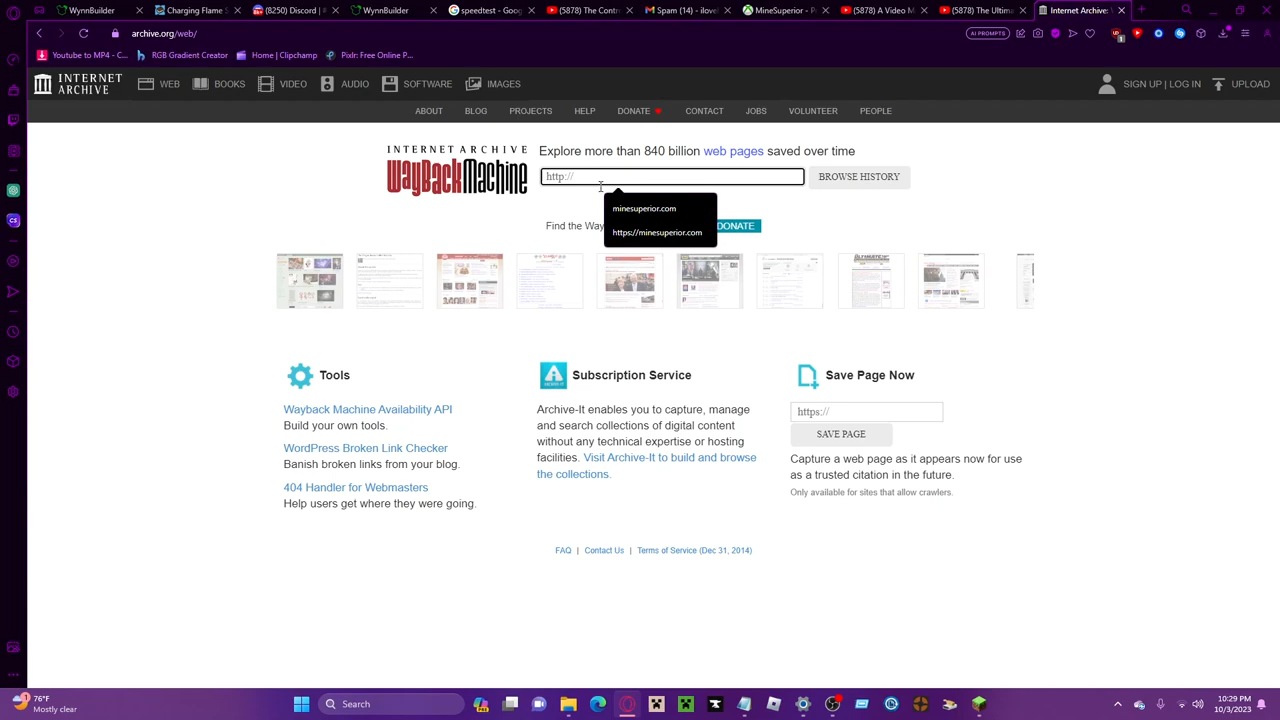 WaynBuilder
Charging Flame
(8250) Discord |
WaynBuilder
speedtest - Goog
(5878) The Contr
Spam (14) - ilove
MineSuperior -
(5878) A Video M
(5878) The Ultima
Internet Archive:
archive.org/web/
AI PROMPTS
Youtube to MP4 - C...
RGB Gradient Creator
Home | Clipchamp
Pixlr: Free Online P...
INTERNET ARCHIVE
WEB
BOOKS
VIDEO
AUDIO
SOFTWARE
IMAGES
SIGN UP | LOG IN
UPLOAD
ABOUT
BLOG
PROJECTS
HELP
DONATE
CONTACT
JOBS
VOLUNTEER
PEOPLE
INTERNET ARCHIVE
WayBackMachine
Explore more than 840 billion web pages saved over time
http://
BROWSE HISTORY
minesuperior.com
https://minesuperior.com
Find the Way
DONATE
Tools
Wayback Machine Availability API
Build your own tools.
WordPress Broken Link Checker
Banish broken links from your blog.
404 Handler for Webmasters
Help users get where they were going.
Subscription Service
Archive-It enables you to capture, manage
and search collections of digital content
without any technical expertise or hosting
facilities. Visit Archive-It to build and browse
the collections.
Save Page Now
https://
SAVE PAGE
Capture a web page as it appears now for use
as a trusted citation in the future.
Only available for sites that allow crawlers.
FAQ | Contact Us | Terms of Service (Dec 31, 2014)
76°F
Mostly clear
Search
10:29 PM
10/3/2023